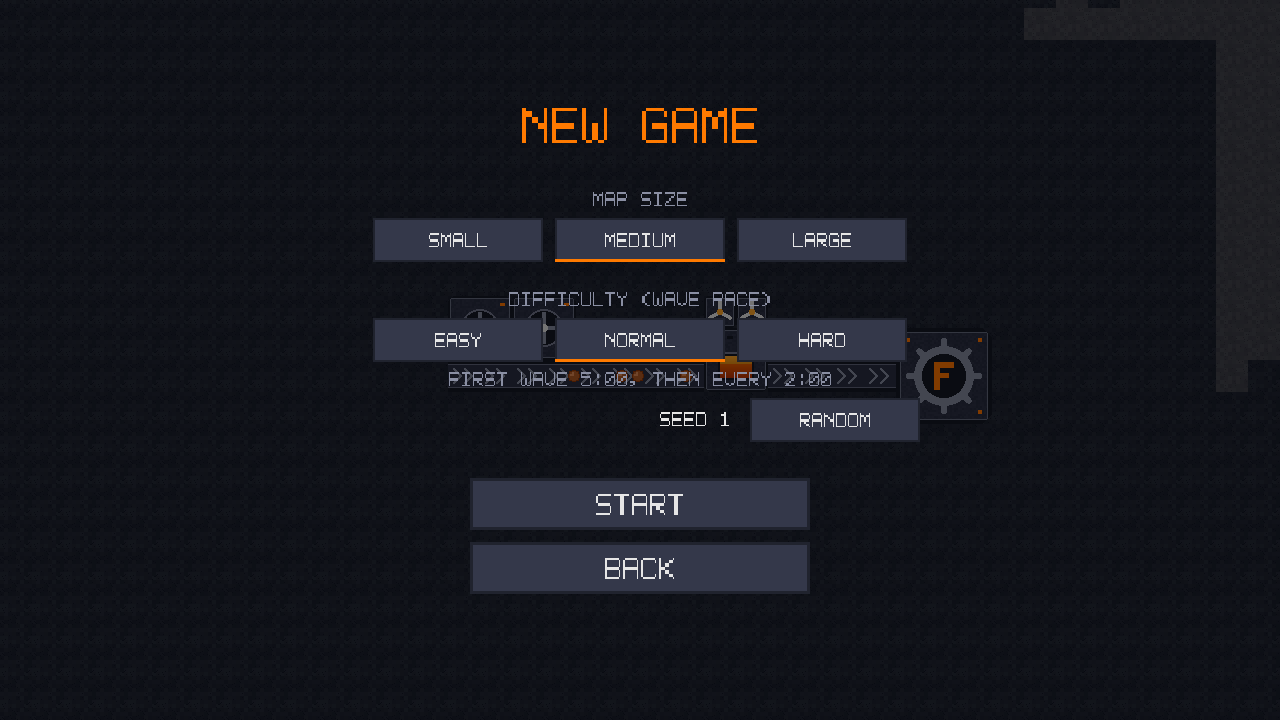 NEW GAME
MAP SIZE
SMALL MEDIUM LARGE
DIFFICULTY (WAVE PACE)
EASY NORMAL HARD
FIRST WAVE 5:00, THEN EVERY 2:00
F
SEED 1 RANDOM
START
BACK